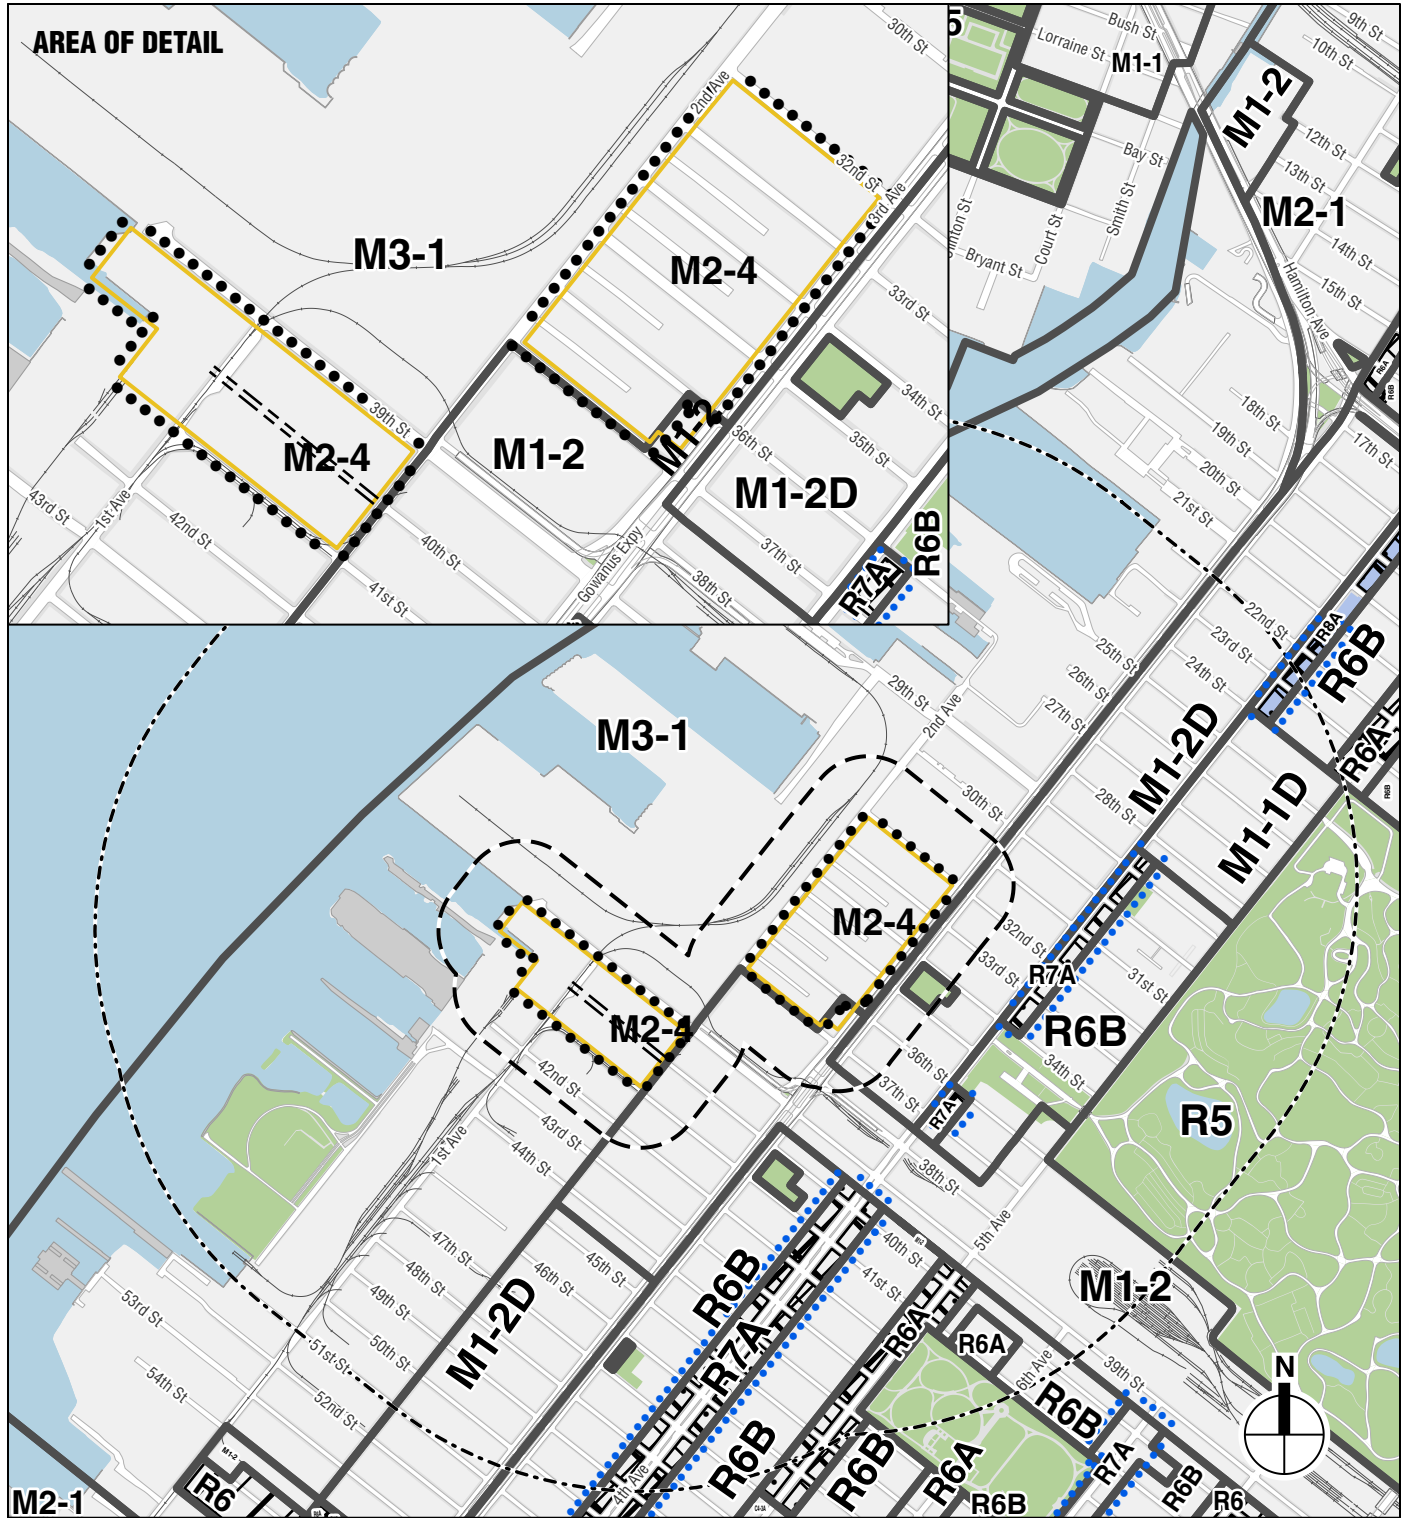 AREA OF DETAIL
30th St
2nd Ave
32nd St
3rd Ave
M3-1
M2-4
33rd St
34th St
35th St
36th St
M1-2
M1-2
M1-2D
37th St
38th St
Gowanus Expy
R7A
R6B
39th St
M2-4
40th St
41st St
42nd St
43rd St
1st Ave
5
Bush St
Lorraine St
M1-1
9th St
10th St
M1-2
12th St
13th St
Bay St
Smith St
Court St
Bryant St
M2-1
14th St
15th St
Hamilton Ave
R6A
R6B
17th St
18th St
19th St
20th St
21st St
22nd St
23rd St
24th St
R8A
R6B
25th St
26th St
27th St
28th St
29th St
2nd Ave
30th St
M3-1
M1-2D
M1-1D
R6A
R6B
M2-4
32nd St
33rd St
R7A
31st St
R6B
34th St
36th St
37th St
R7A
R5
M2-4
42nd St
43rd St
44th St
1st Ave
38th St
5th Ave
40th St
41st St
45th St
46th St
47th St
48th St
49th St
50th St
51st St
52nd St
53rd St
54th St
M1-2D
R6B
R7A
R6A
R6A
M1-2
39th St
6th Ave
R6B
N
R6B
R6B
R6A
R7A
R6B
R6B
R6
4th Ave
M1-2
R6
M2-1